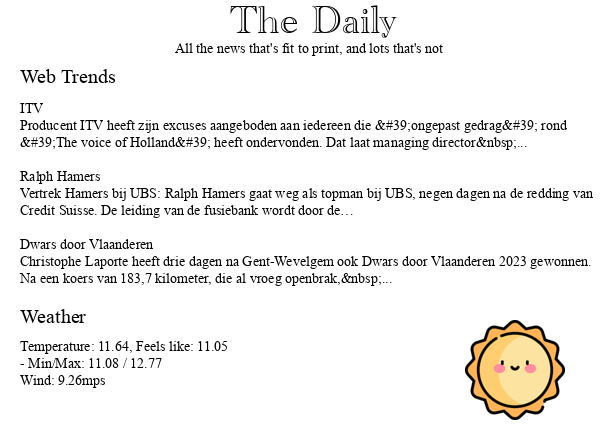 The Daily
All the news that's fit to print, and lots that's not
Web Trends
ITV
Producent ITV heeft zijn excuses aangeboden aan iedereen die &#39;ongepast gedrag&#39; rond
&#39;The voice of Holland&#39; heeft ondervonden. Dat laat managing director&nbsp;...
Ralph Hamers
Vertrek Hamers bij UBS: Ralph Hamers gaat weg als topman bij UBS, negen dagen na de redding van
Credit Suisse. De leiding van de fusiebank wordt door de…
Dwars door Vlaanderen
Christophe Laporte heeft drie dagen na Gent-Wevelgem ook Dwars door Vlaanderen 2023 gewonnen.
Na een koers van 183,7 kilometer, die al vroeg openbrak,&nbsp;...
Weather
Temperature: 11.64, Feels like: 11.05
- Min/Max: 11.08 / 12.77
Wind: 9.26mps